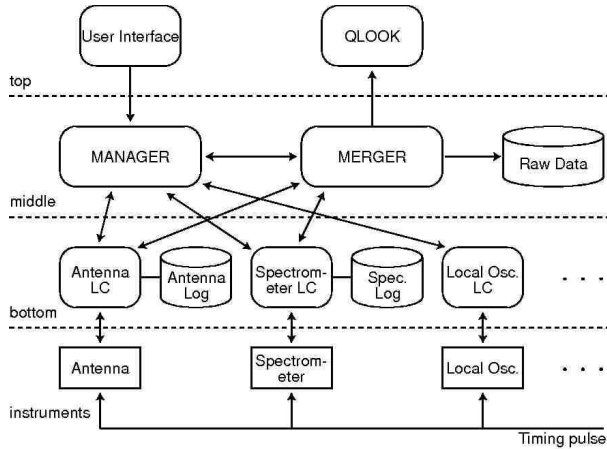 User Interface
QLOOK
top
MANAGER
MERGER
Raw Data
middle
Antenna
LC
Antenna
Log
Spectrom-
eter LC
Spec.
Log
Local Osc.
LC
. . .
bottom
Antenna
Spectrom-
eter
Local Osc.
. . .
instruments
Timing pulse